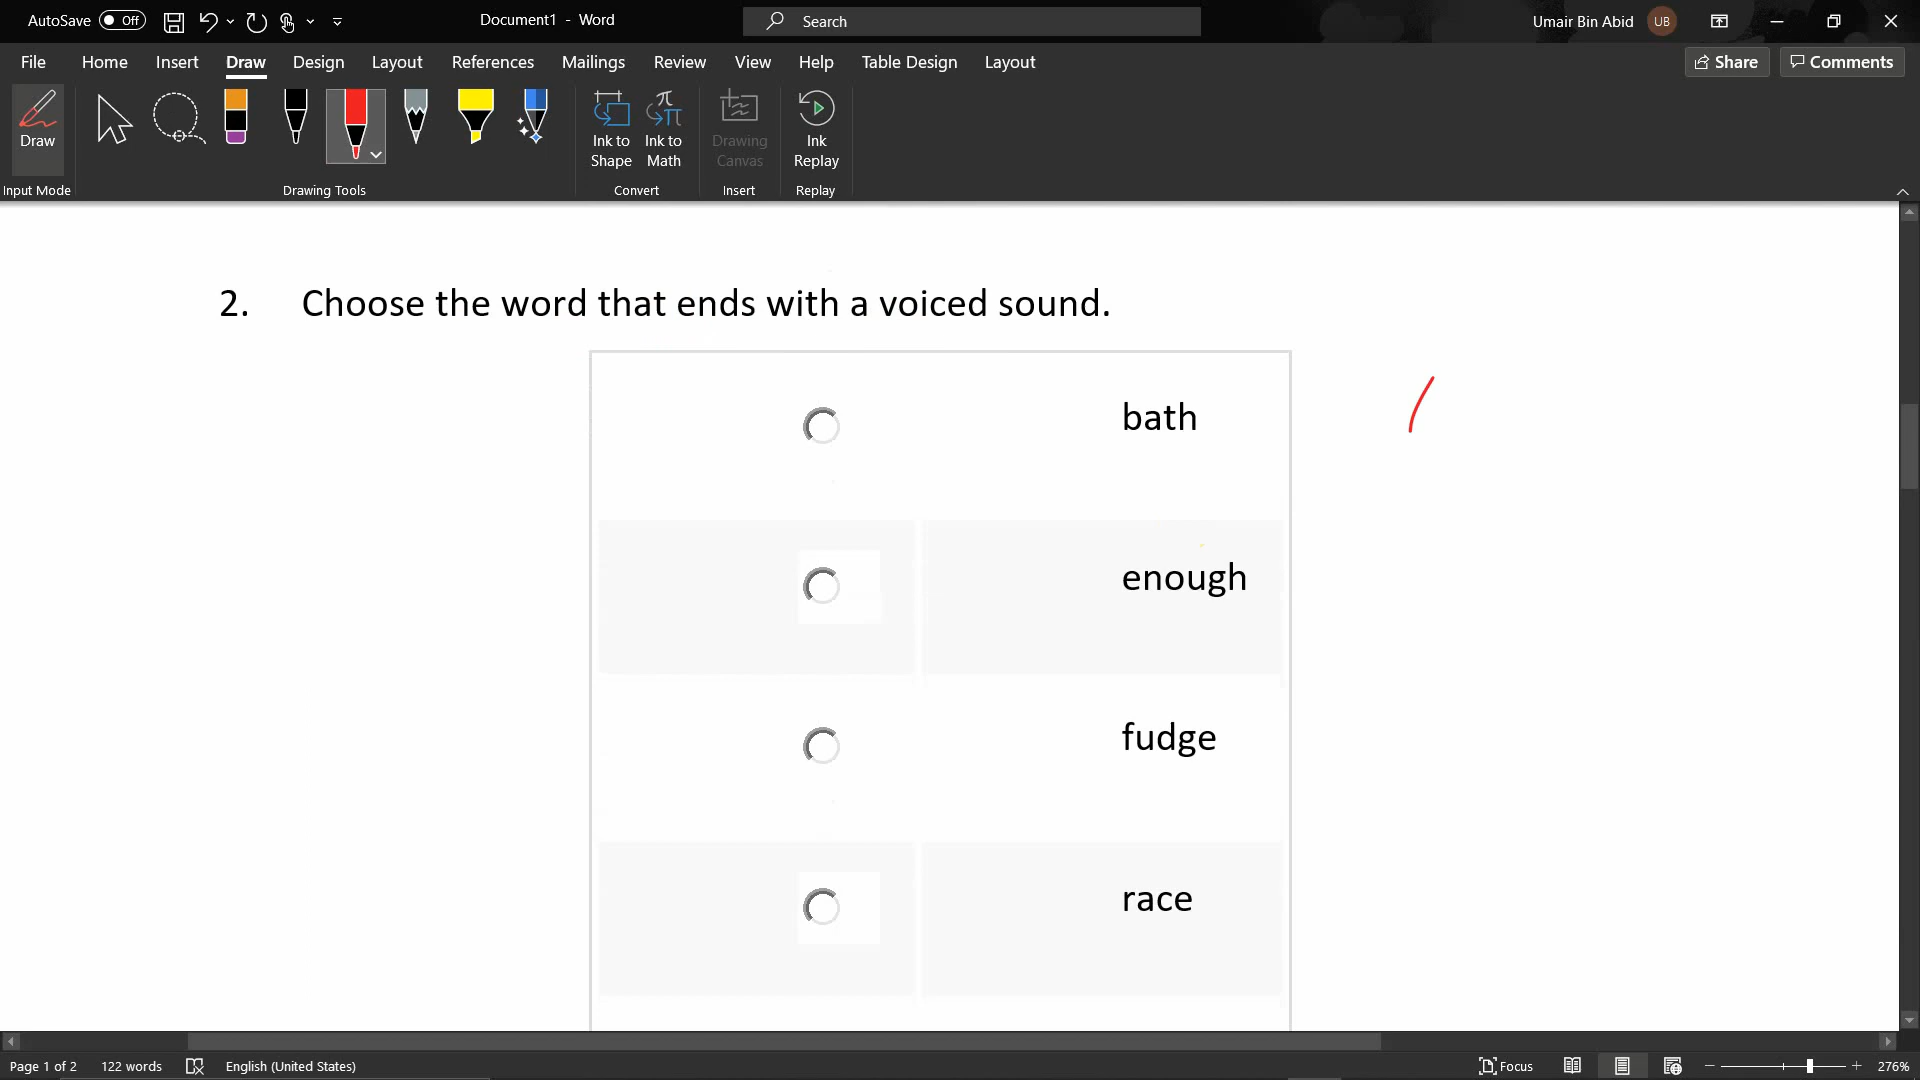 AutoSave Off Document1 - Word Search Umair Bin Abid UB
File Home Insert Draw Design Layout References Mailings Review View Help Table Design Layout Share Comments
Draw
Ink to Shape
Ink to Math
Drawing Canvas
Ink Replay
Input Mode Drawing Tools Convert Insert Replay
2. Choose the word that ends with a voiced sound.
bath
enough
fudge
race
Page 1 of 2 122 words English (United States) Focus 276%